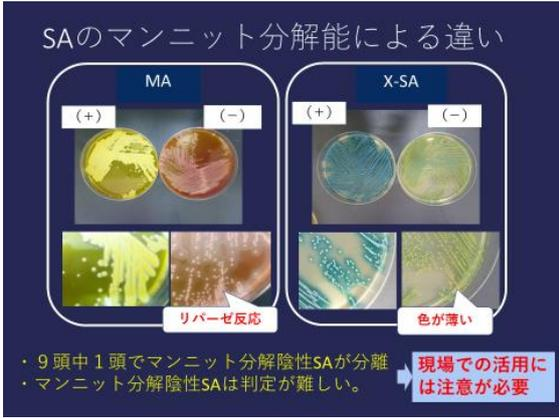 SAのマンニット分解能による違い
MA
（+）
（−）
リパーゼ反応
X-SA
（+）
（−）
色が薄い
・９頭中１頭でマンニット分解陰性SAが分離
・マンニット分解陰性SAは判定が難しい。
現場での活用に
は注意が必要